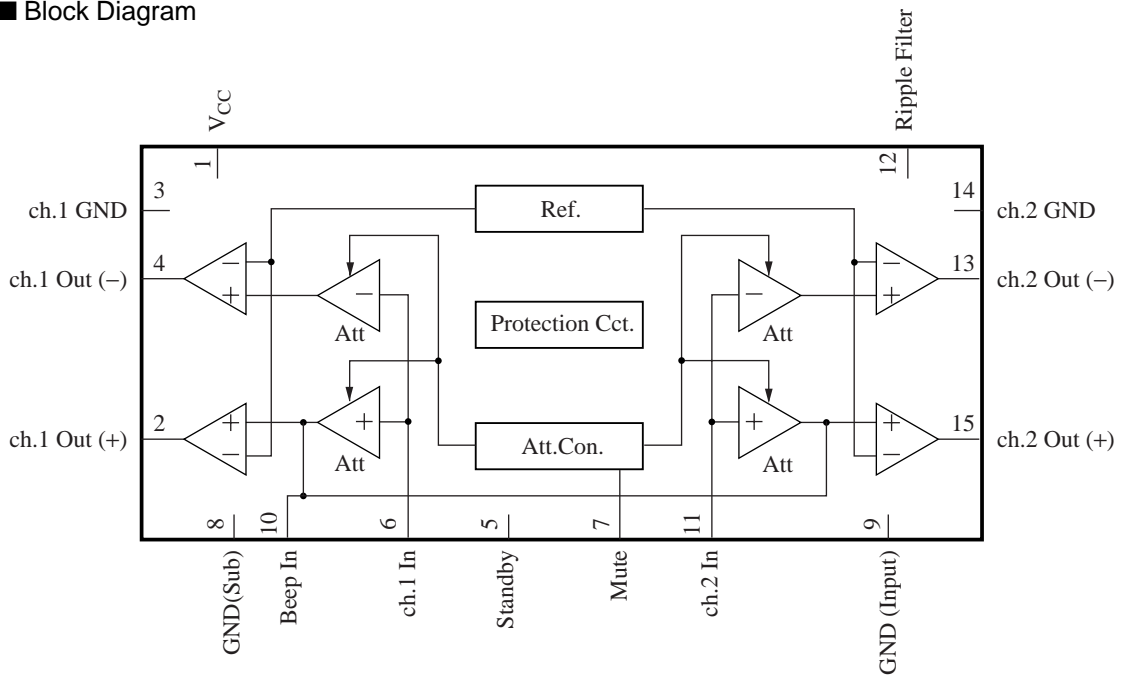 ■ Block Diagram
VCC
Ripple Filter
1
12
3
14
ch.1 GND
Ref.
ch.2 GND
4
−
−
13
ch.1 Out (−)
−
−
ch.2 Out (−)
+
+
Att
Protection Cct.
Att
2
+
+
+
+
15
ch.1 Out (+)
ch.2 Out (+)
−
−
Att
Att.Con.
Att
8
10
6
5
7
11
9
GND(Sub)
Beep In
ch.1 In
Standby
Mute
ch.2 In
GND (Input)